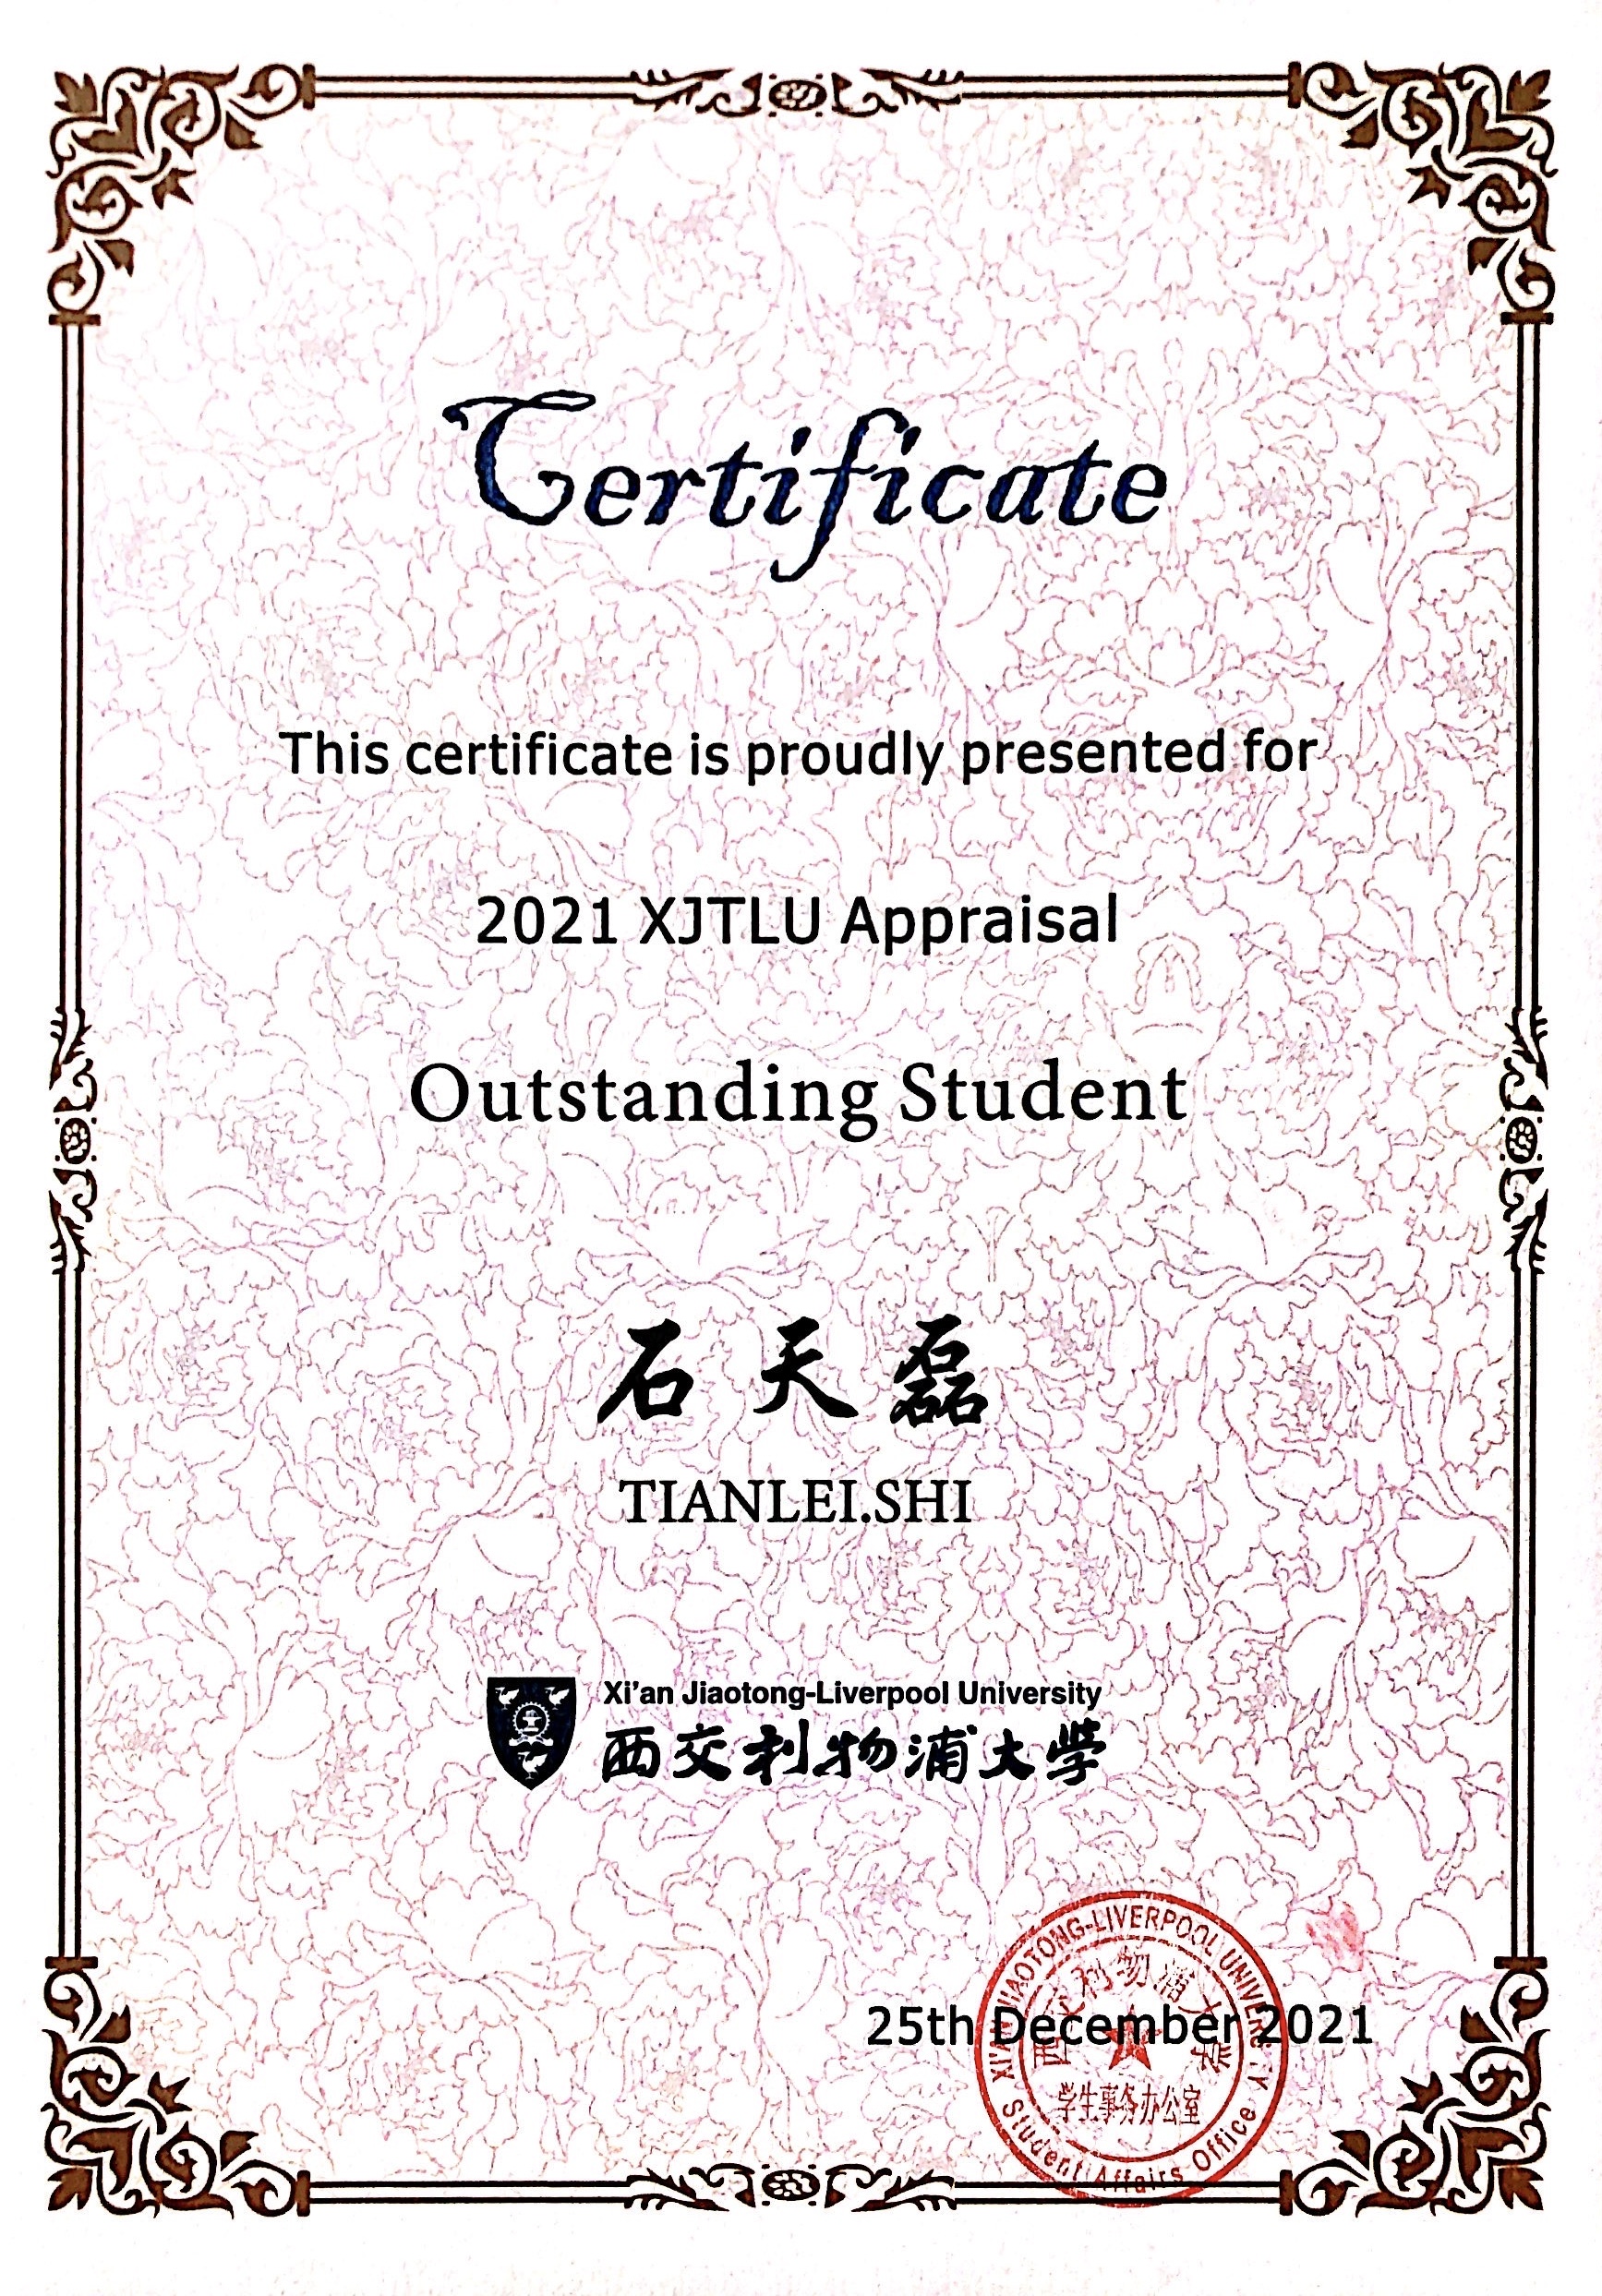 Certificate
This certificate is proudly presented for
2021 XJTLU Appraisal
Outstanding Student
石天磊
TIANLEI.SHI
Xi'an Jiaotong-Liverpool University
西交利物浦大學
25th December 2021
XI'AN JIAOTONG-LIVERPOOL UNIVERSITY
西交利物浦大学
学生事务办公室
Student Affairs Office